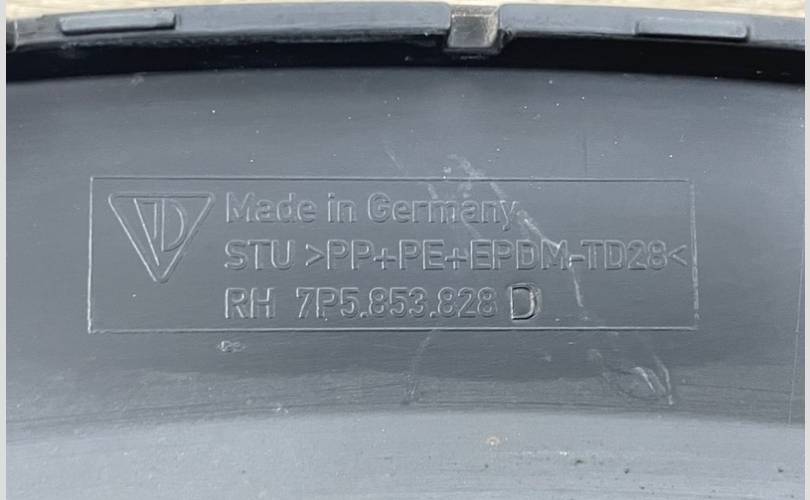 Made in Germany
STU >PP+PE+EPDM-TD28<
RH 7P5.853.828 D